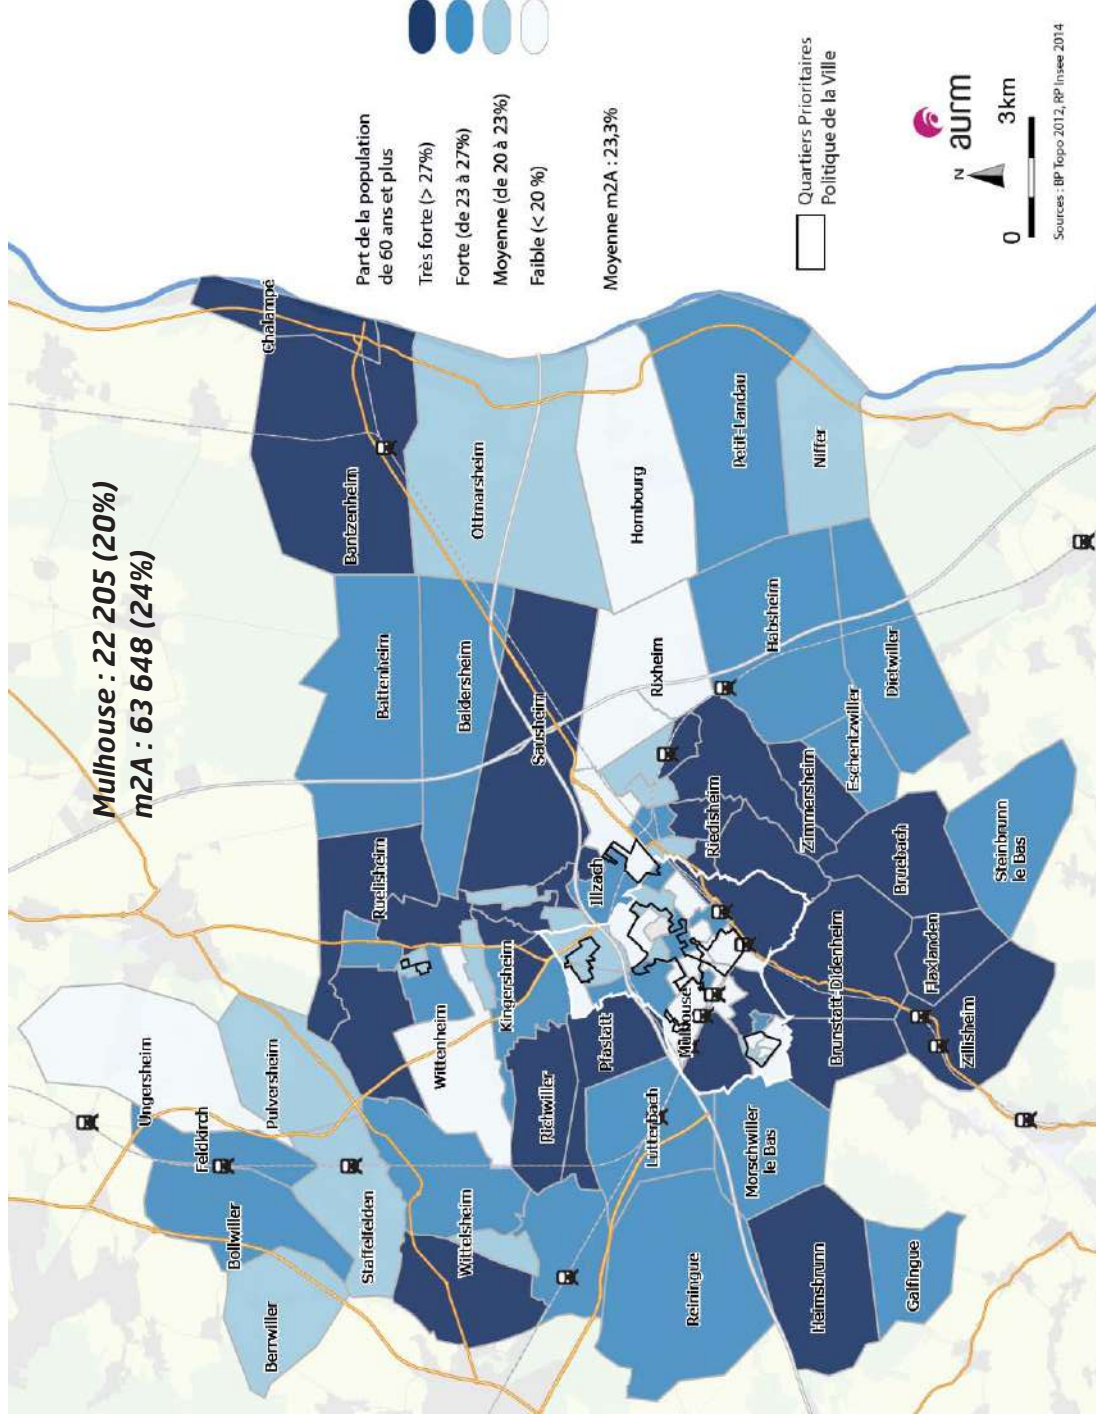 Mulhouse : 22 205 (20%)
m2A : 63 648 (24%)
Part de la population
de 60 ans et plus
Très forte (> 27%)
Forte (de 23 à 27%)
Moyenne (de 20 à 23%)
Faible (< 20 %)
Moyenne m2A : 23,3%
Quartiers Prioritaires
Politique de la Ville
N
aurm
0
3km
Sources : BP Topo 2012, RP Insee 2014
Chalampé
Bantzenheim
Ottmarsheim
Hombourg
Petit-Landau
Niffer
Battenheim
Baldersheim
Sausheim
Rixheim
Habsheim
Dietwiller
Eschentzwiller
Zimmersheim
Riedisheim
Bruebach
Steinbrunn
le Bas
Ruelisheim
Illzach
Kingersheim
Wittenheim
Mulhouse
Pfastatt
Richwiller
Brunstatt-Didenheim
Flaxlanden
Zillisheim
Ungersheim
Pulversheim
Feldkirch
Bollwiller
Staffelfelden
Berrwiller
Wittelsheim
Lutterbach
Morschwiller
le Bas
Reiningue
Heimsbrunn
Galfingue